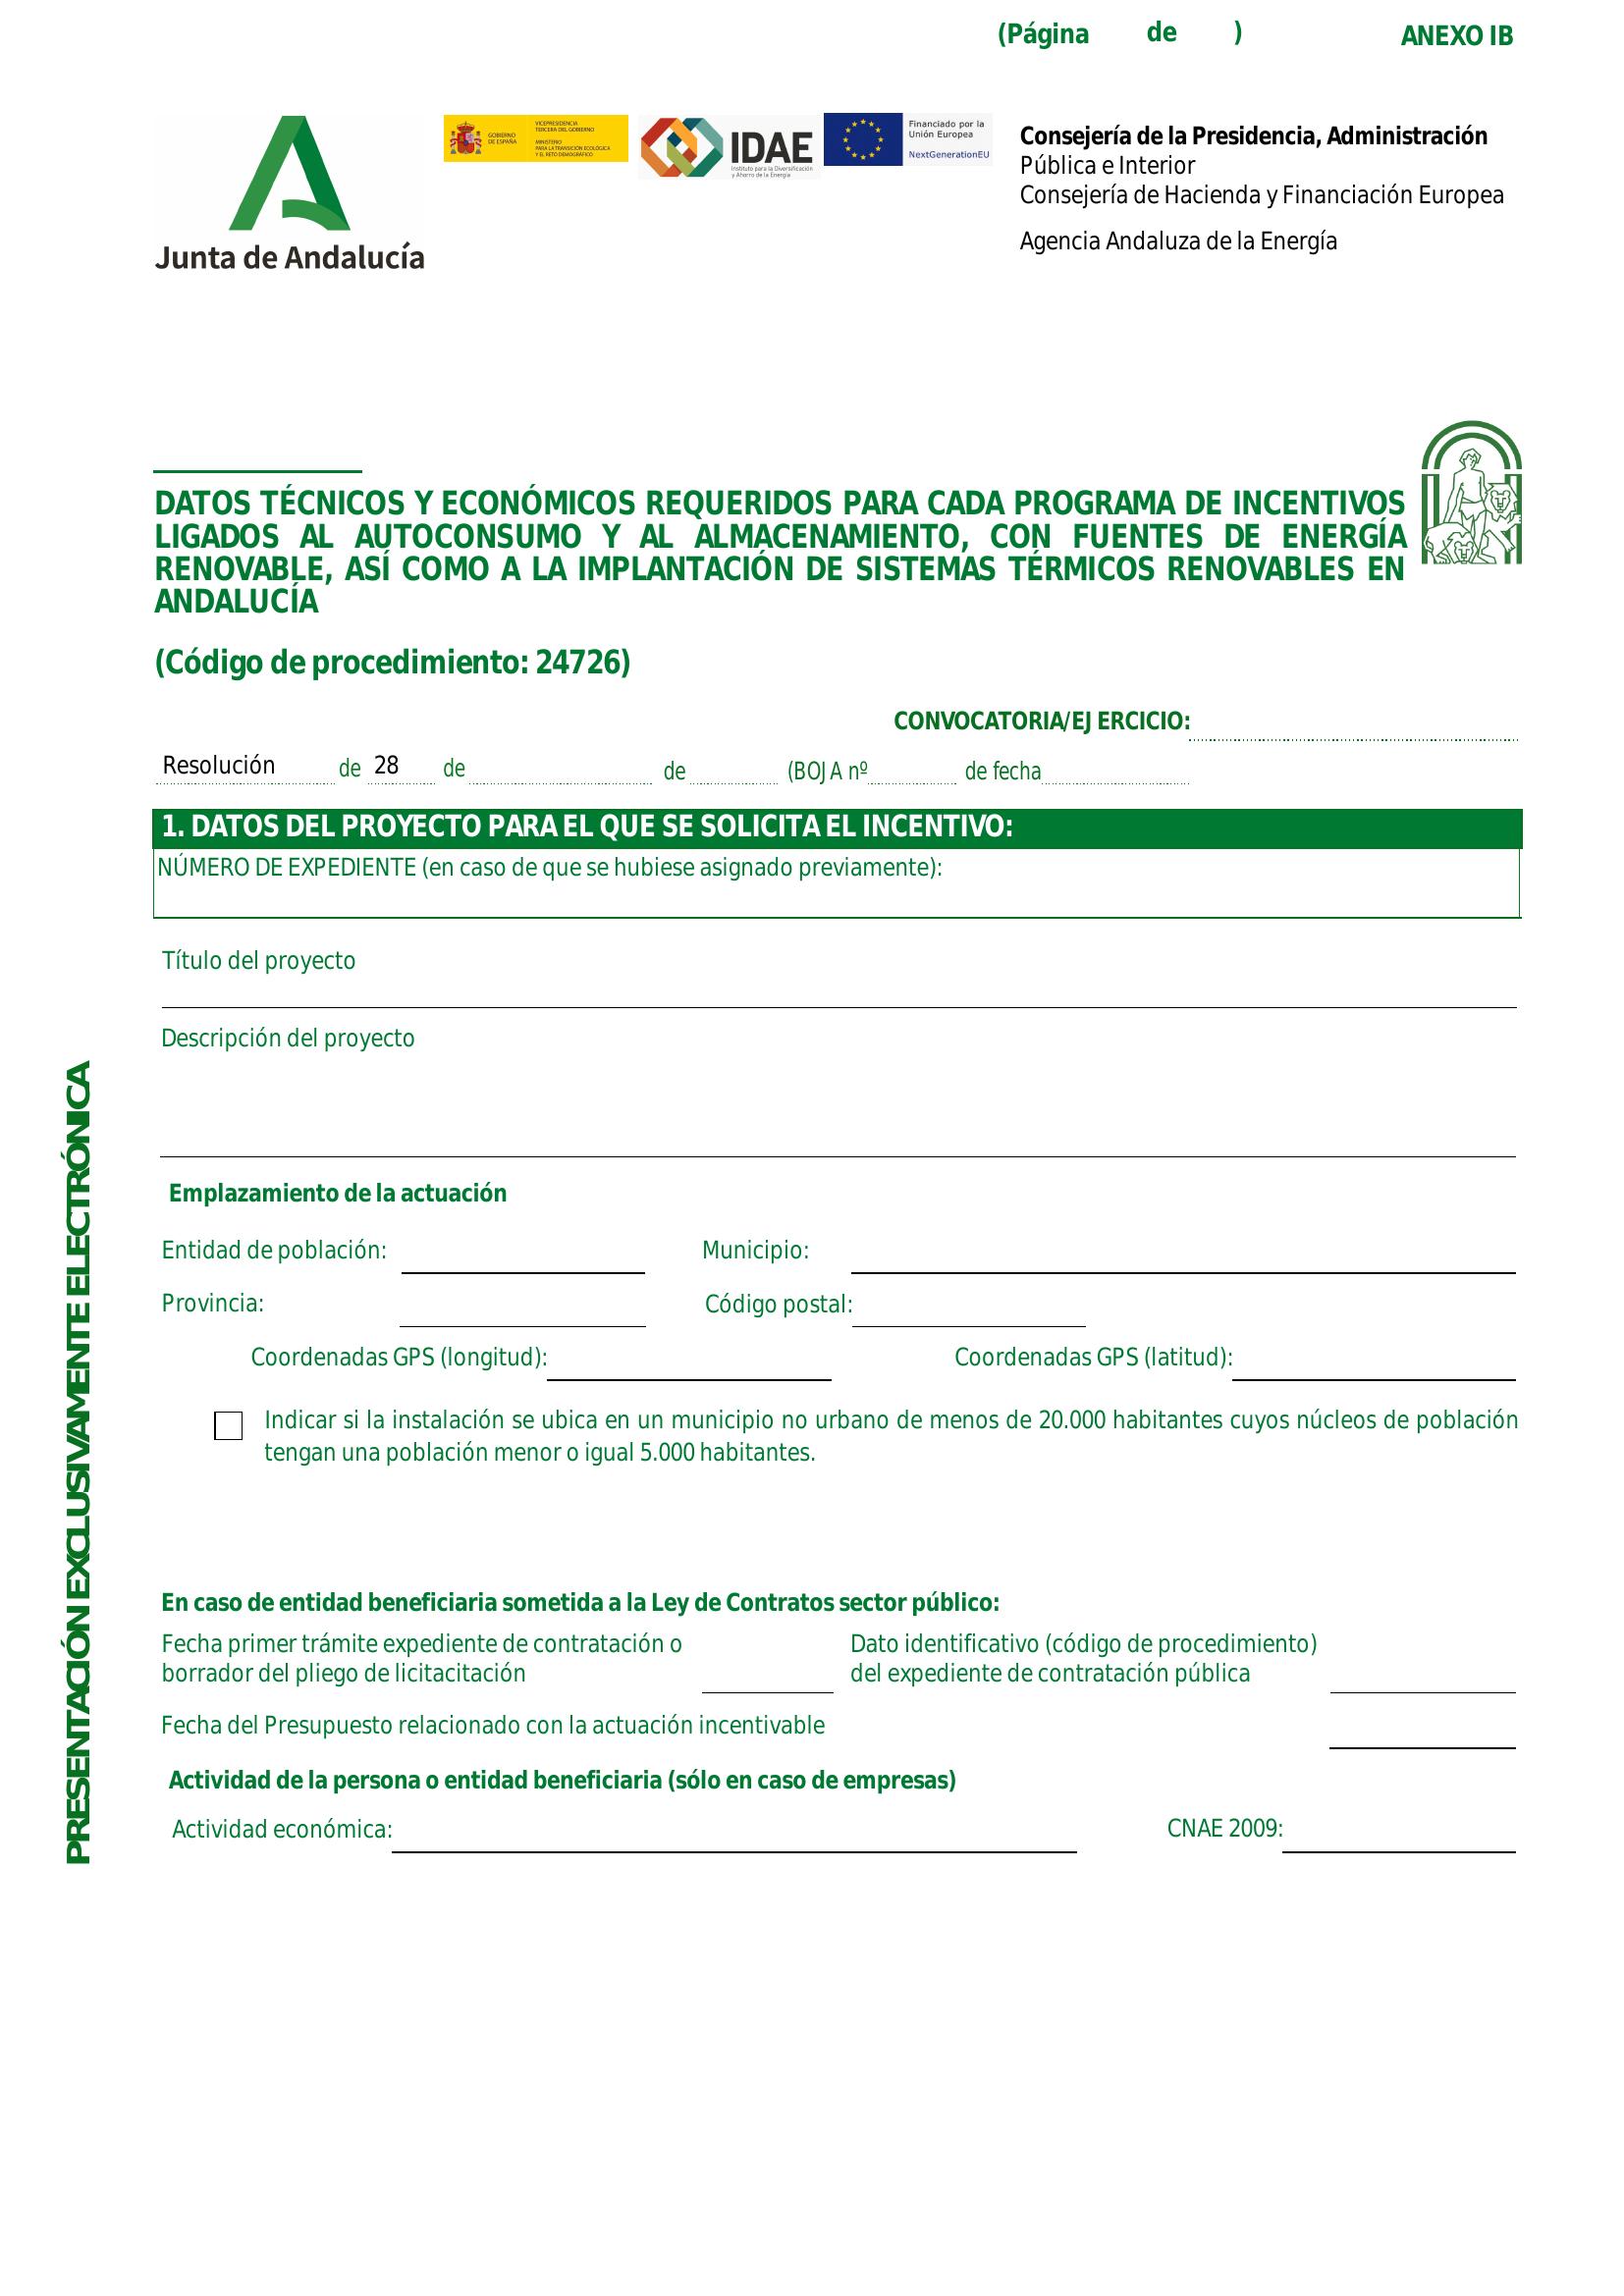 (Página de )
ANEXO IB
Junta de Andalucía
GOBIERNO
DE ESPAÑA
VICEPRESIDENCIA
TERCERA DEL GOBIERNO
MINISTERIO
PARA LA TRANSICIÓN ECOLÓGICA
Y EL RETO DEMOGRÁFICO
IDAE
Instituto para la Diversificación
y Ahorro de la Energía
Financiado por la
Unión Europea
NextGenerationEU
Consejería de la Presidencia, Administración
Pública e Interior
Consejería de Hacienda y Financiación Europea
Agencia Andaluza de la Energía
DATOS TÉCNICOS Y ECONÓMICOS REQUERIDOS PARA CADA PROGRAMA DE INCENTIVOS
LIGADOS AL AUTOCONSUMO Y AL ALMACENAMIENTO, CON FUENTES DE ENERGÍA
RENOVABLE, ASÍ COMO A LA IMPLANTACIÓN DE SISTEMAS TÉRMICOS RENOVABLES EN
ANDALUCÍA
(Código de procedimiento: 24726)
CONVOCATORIA/EJERCICIO:
Resolución de 28 de de (BOJA nº de fecha
1. DATOS DEL PROYECTO PARA EL QUE SE SOLICITA EL INCENTIVO:
NÚMERO DE EXPEDIENTE (en caso de que se hubiese asignado previamente):
Título del proyecto
Descripción del proyecto
Emplazamiento de la actuación
Entidad de población: Municipio:
Provincia: Código postal:
Coordenadas GPS (longitud): Coordenadas GPS (latitud):
Indicar si la instalación se ubica en un municipio no urbano de menos de 20.000 habitantes cuyos núcleos de población
tengan una población menor o igual 5.000 habitantes.
En caso de entidad beneficiaria sometida a la Ley de Contratos sector público:
Fecha primer trámite expediente de contratación o
borrador del pliego de licitacitación
Dato identificativo (código de procedimiento)
del expediente de contratación pública
Fecha del Presupuesto relacionado con la actuación incentivable
Actividad de la persona o entidad beneficiaria (sólo en caso de empresas)
Actividad económica: CNAE 2009:
PRESENTACIÓN EXCLUSIVAMENTE ELECTRÓNICA